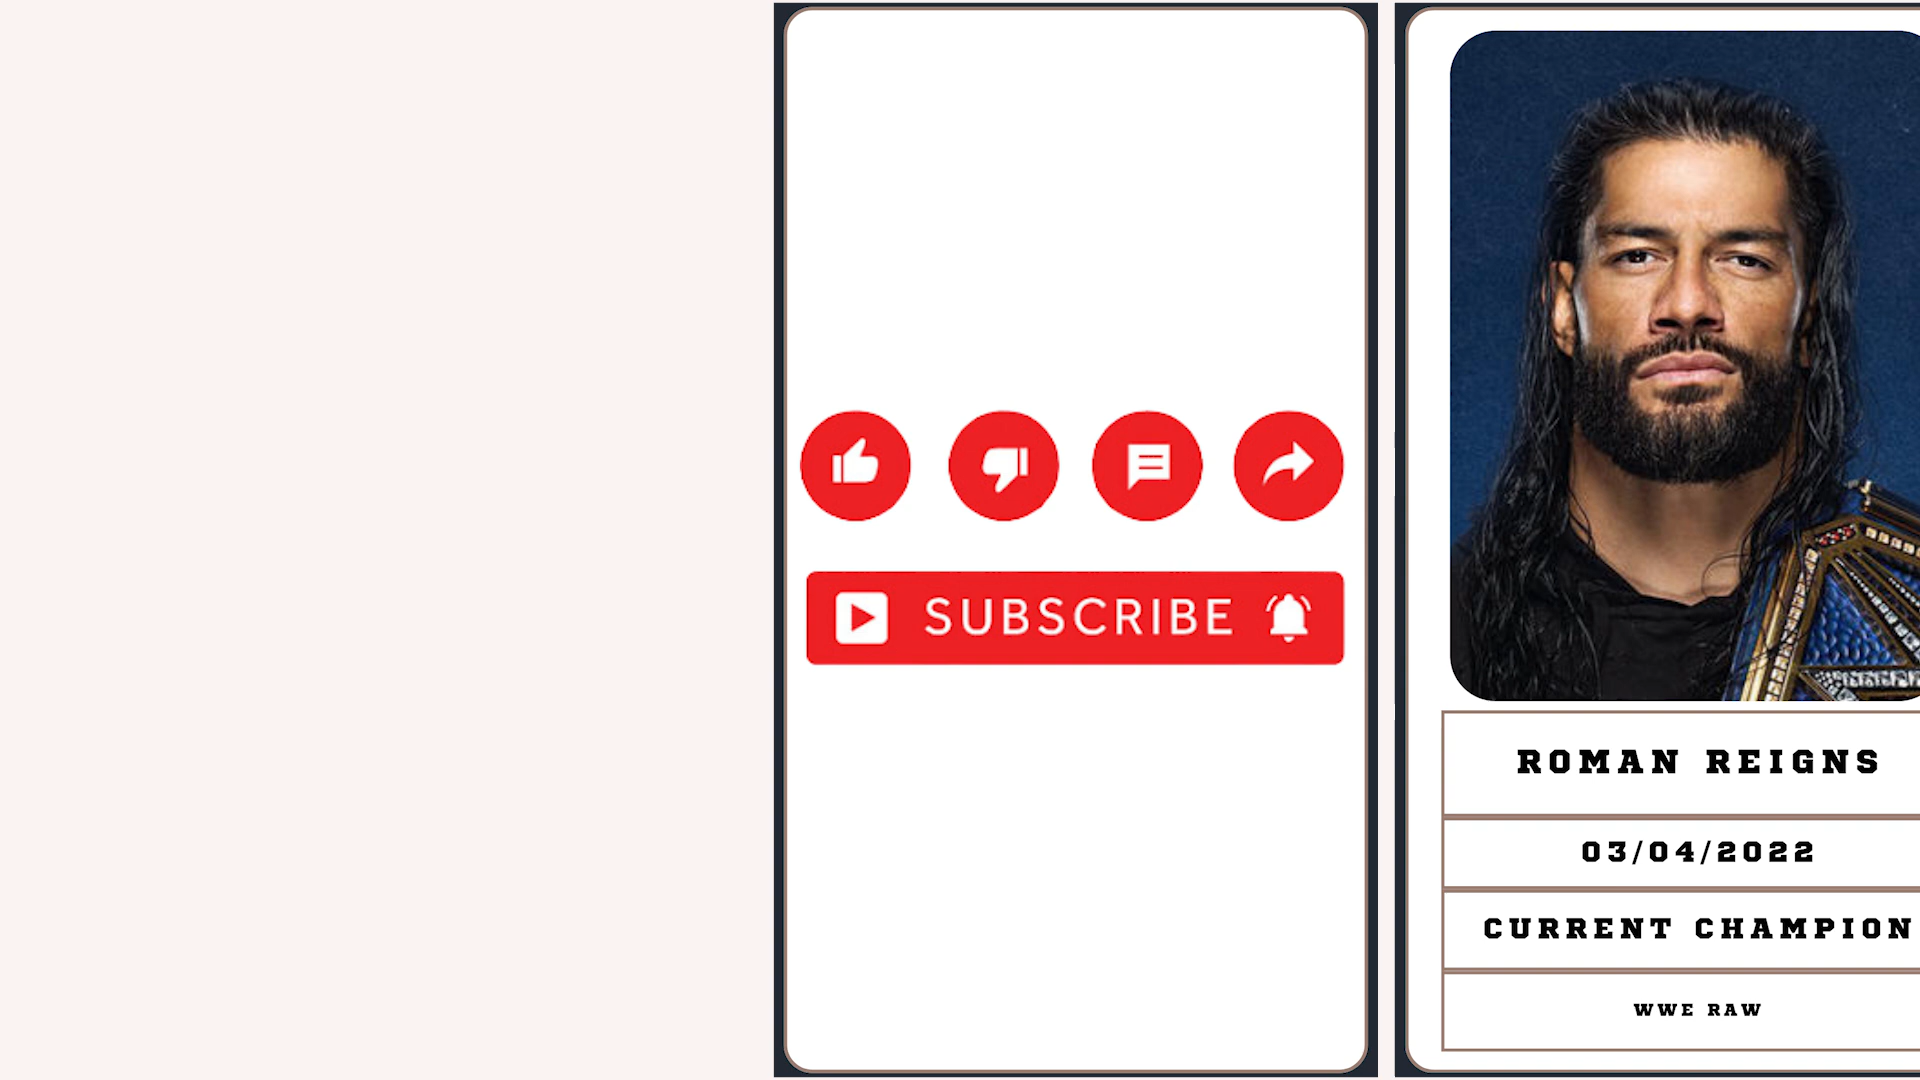 SUBSCRIBE
ROMAN REIGNS
03/04/2022
CURRENT CHAMPION
WWE RAW